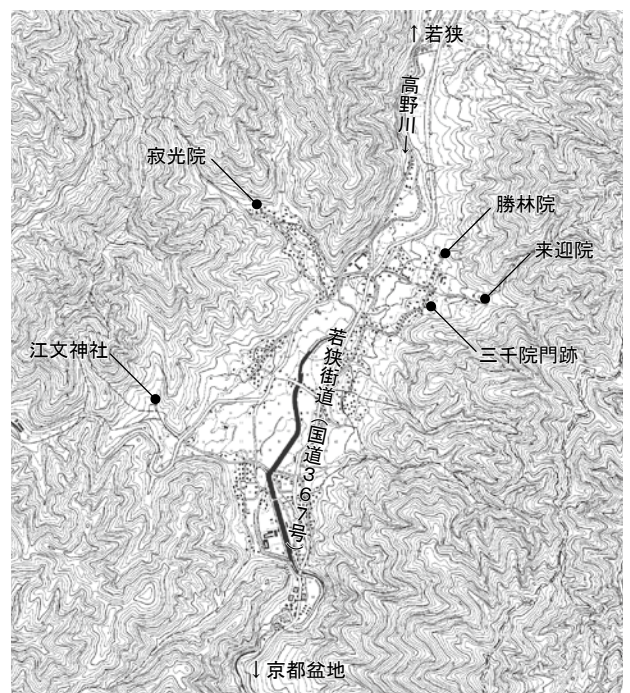 ↑若狭
高野川↓
寂光院
勝林院
来迎院
三千院門跡
江文神社
若狭街道(国道367号)
↓京都盆地